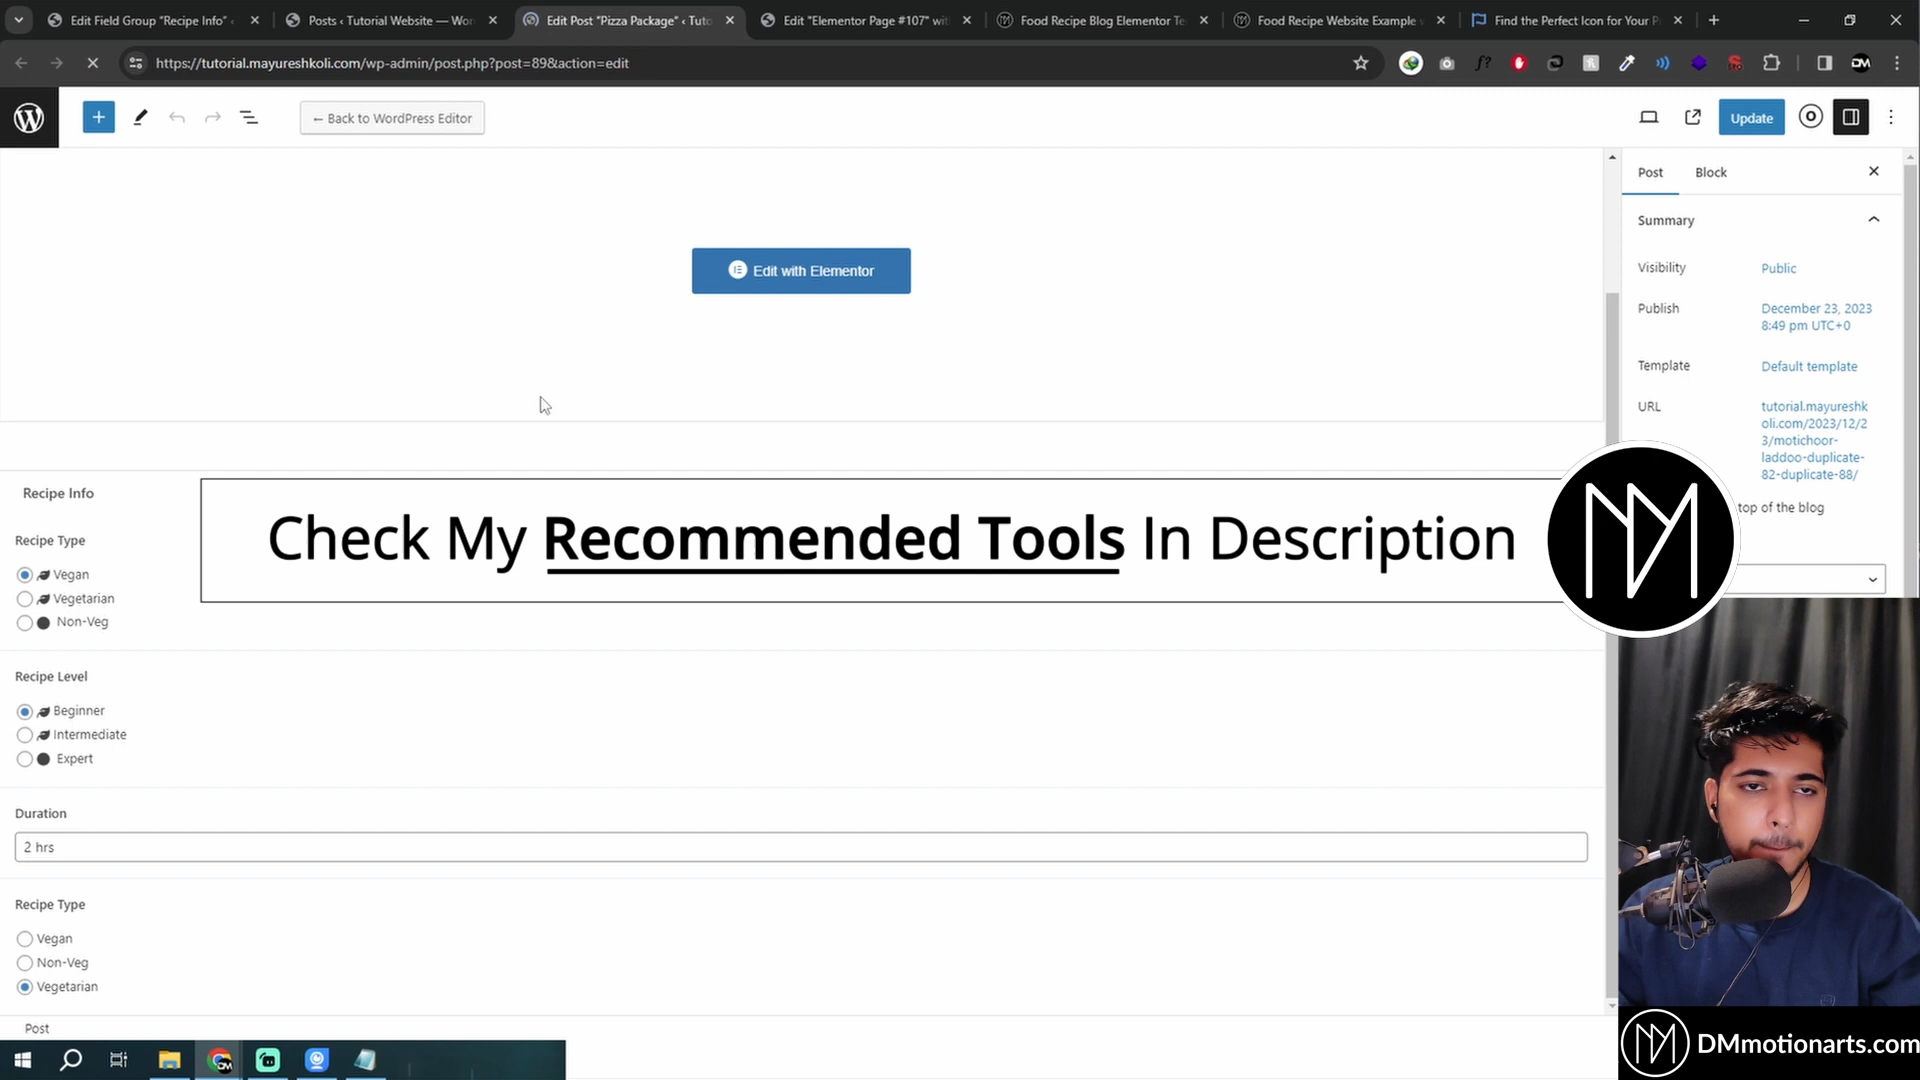 Edit Field Group "Recipe Info" ‹
Posts ‹ Tutorial Website — Wor
Edit Post "Pizza Package" ‹ Tuto
Edit "Elementor Page #107" wit
Food Recipe Blog Elementor Te
Food Recipe Website Example
Find the Perfect Icon for Your P
https://tutorial.mayureshkoli.com/wp-admin/post.php?post=89&action=edit
← Back to WordPress Editor
Update
Post
Block
Summary
Edit with Elementor
Visibility
Public
Publish
December 23, 2023
8:49 pm UTC+0
Template
Default template
URL
tutorial.mayureshk
oli.com/2023/12/2
3/motichoor-
laddoo-duplicate-
82-duplicate-88/
top of the blog
Check My Recommended Tools In Description
Recipe Info
Recipe Type
Vegan
Vegetarian
Non-Veg
Recipe Level
Beginner
Intermediate
Expert
Duration
2 hrs
Recipe Type
Vegan
Non-Veg
Vegetarian
Post
DMmotionarts.com